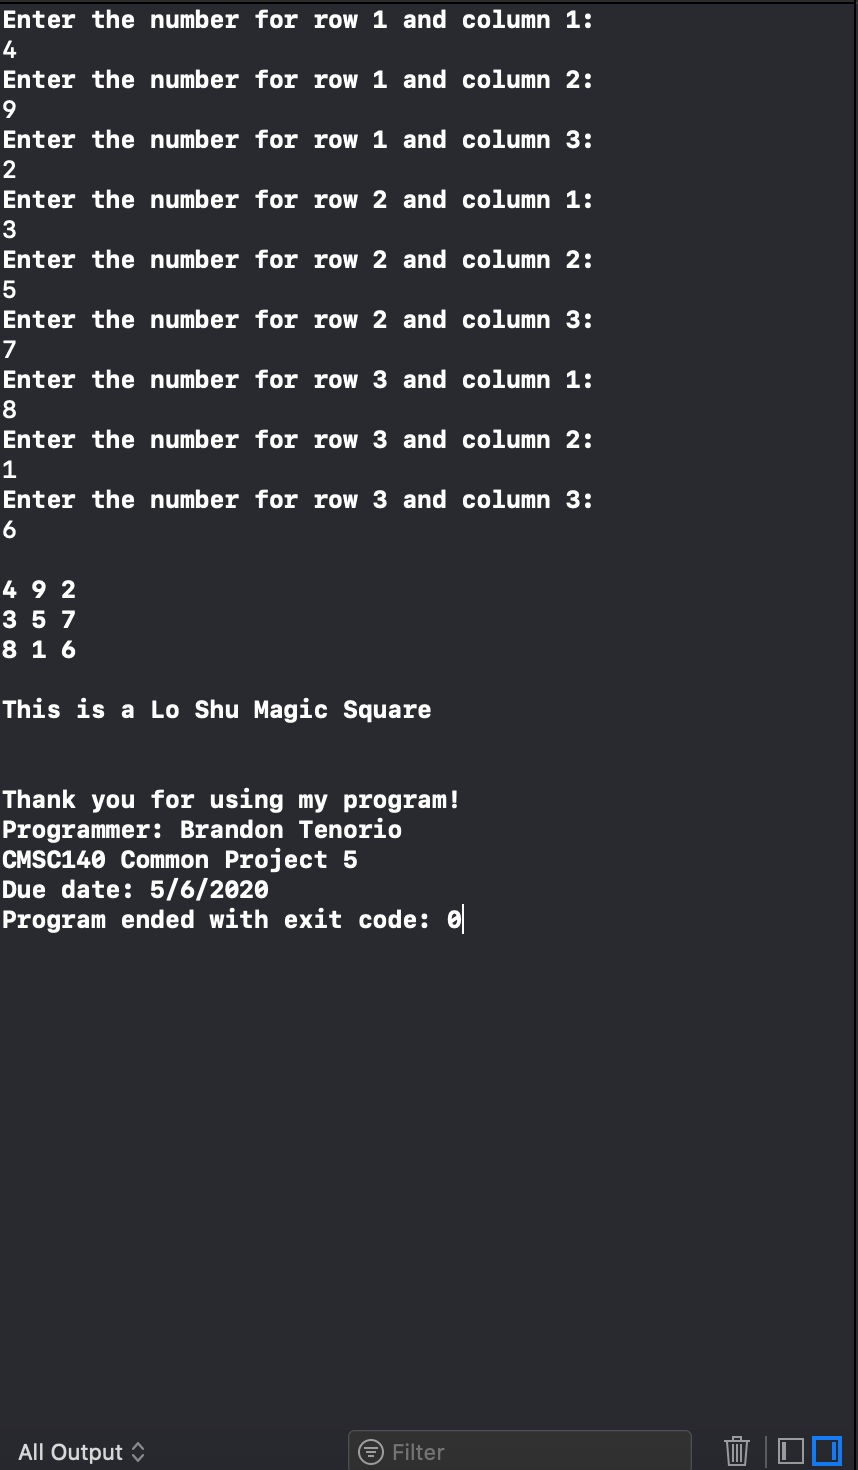 Enter the number for row 1 and column 1:
4
Enter the number for row 1 and column 2:
9
Enter the number for row 1 and column 3:
2
Enter the number for row 2 and column 1:
3
Enter the number for row 2 and column 2:
5
Enter the number for row 2 and column 3:
7
Enter the number for row 3 and column 1:
8
Enter the number for row 3 and column 2:
1
Enter the number for row 3 and column 3:
6
4 9 2
3 5 7
8 1 6
This is a Lo Shu Magic Square
Thank you for using my program!
Programmer: Brandon Tenorio
CMSC140 Common Project 5
Due date: 5/6/2020
Program ended with exit code: 0
All Output Filter